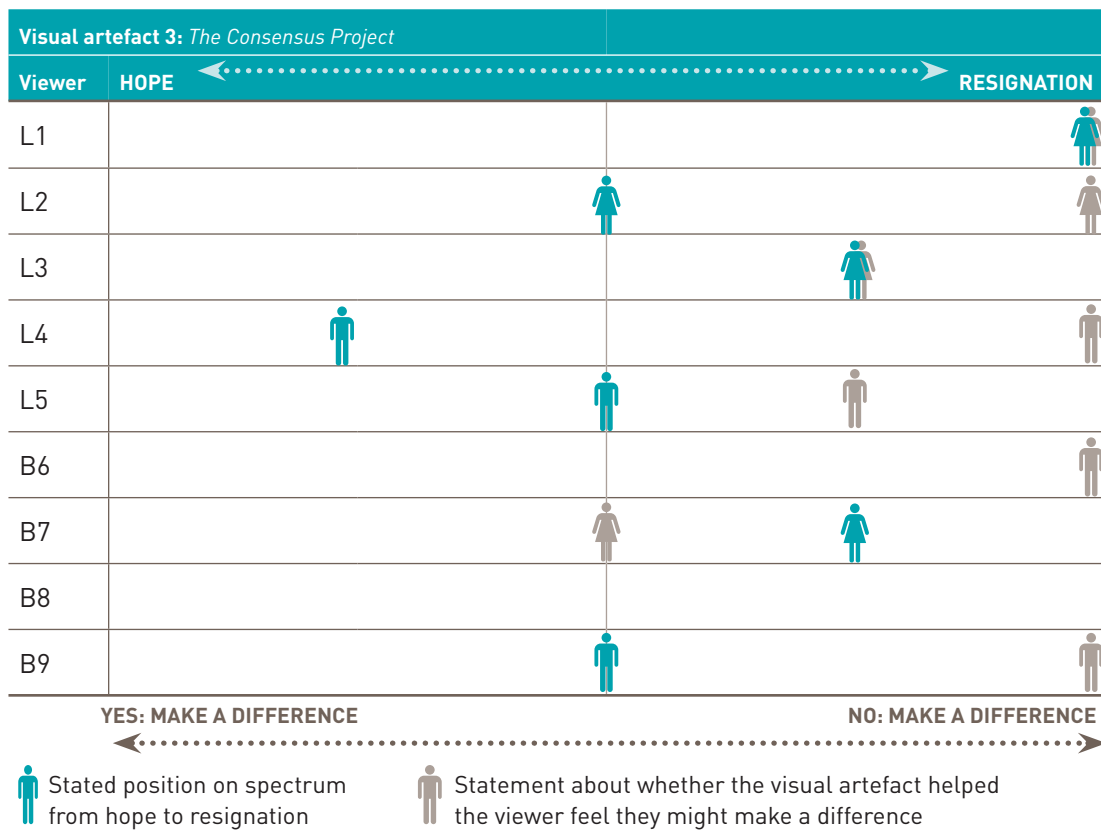 Visual artefact 3: The Consensus Project
Viewer HOPE RESIGNATION
L1
L2
L3
L4
L5
B6
B7
B8
B9
YES: MAKE A DIFFERENCE NO: MAKE A DIFFERENCE
Stated position on spectrum
from hope to resignation
Statement about whether the visual artefact helped
the viewer feel they might make a difference